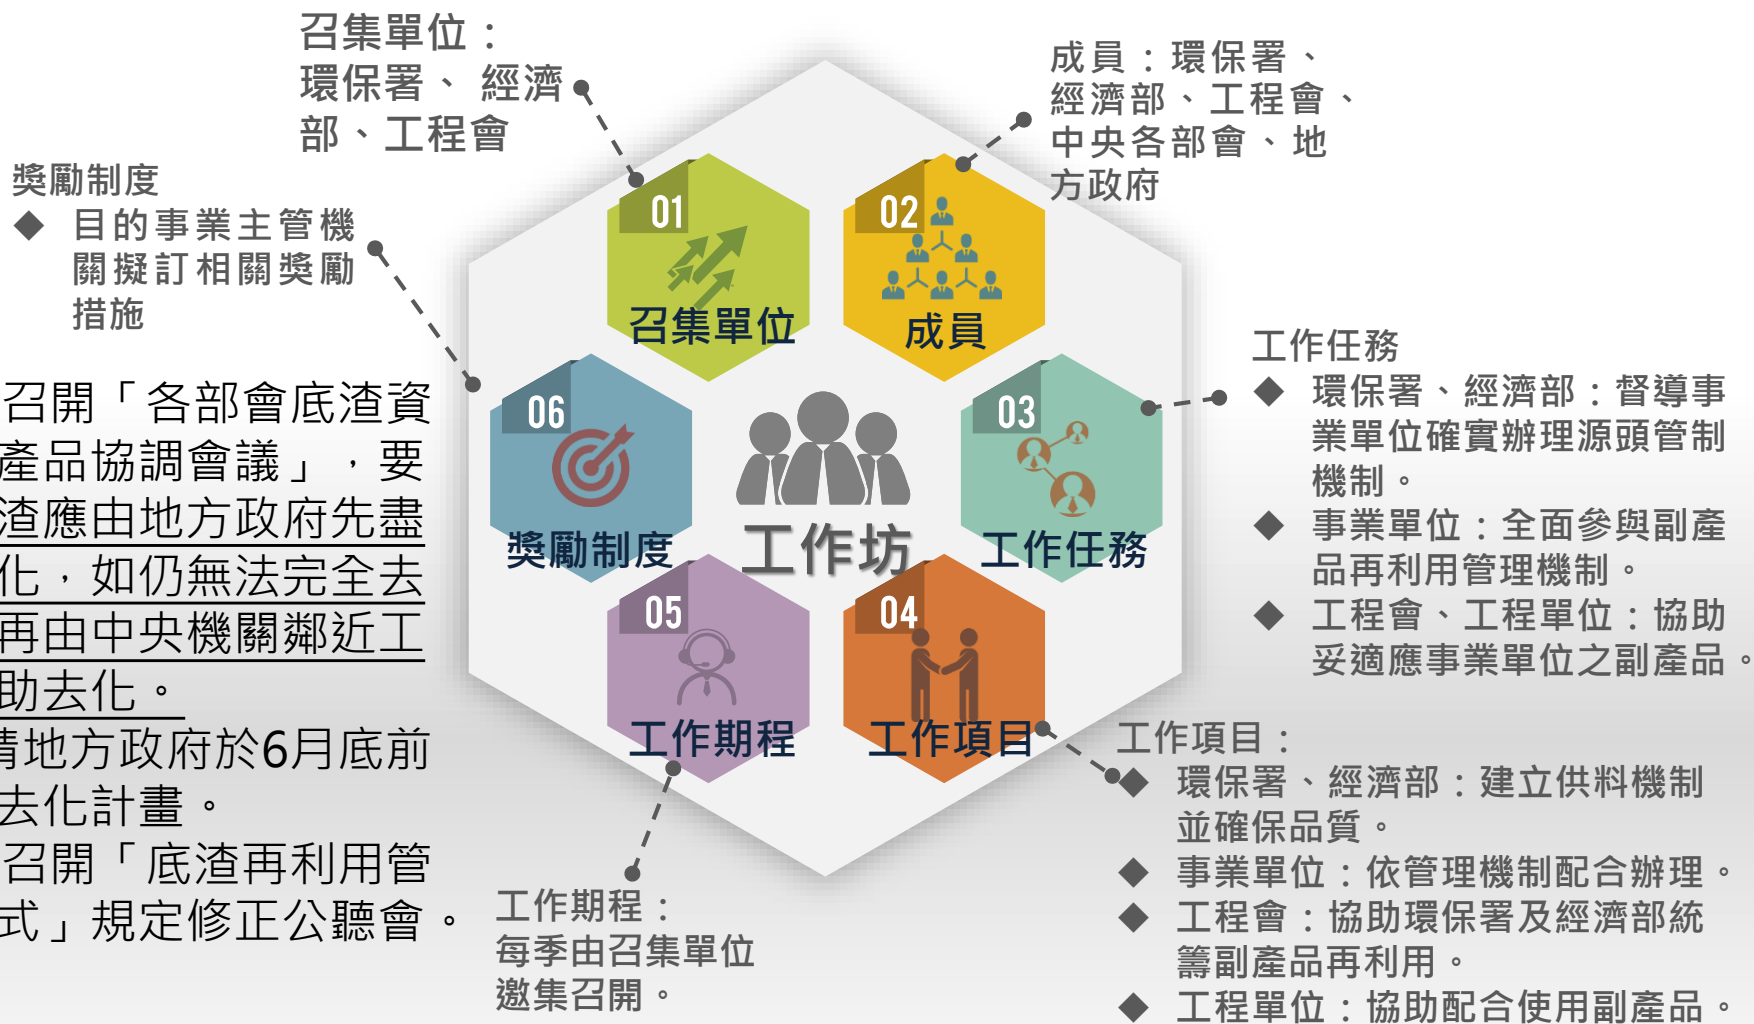 召集單位：
環保署、 經濟
部、工程會
成員：環保署、
經濟部、工程會、
中央各部會、地
方政府
獎勵制度
◆ 目的事業主管機
關擬訂相關獎勵
措施
01
召集單位
02
成員
03
工作任務
04
工作項目
05
工作期程
06
獎勵制度
工作坊
工作任務
◆ 環保署、經濟部：督導事
業單位確實辦理源頭管制
機制。
◆ 事業單位：全面參與副產
品再利用管理機制。
◆ 工程會、工程單位：協助
妥適應事業單位之副產品。
召開「各部會底渣資
產品協調會議」，要
渣應由地方政府先盡
化，如仍無法完全去
再由中央機關鄰近工
助去化。
請地方政府於6月底前
去化計畫。
召開「底渣再利用管
式」規定修正公聽會。
工作期程：
每季由召集單位
邀集召開。
工作項目：
◆ 環保署、經濟部：建立供料機制
並確保品質。
◆ 事業單位：依管理機制配合辦理。
◆ 工程會：協助環保署及經濟部統
籌副產品再利用。
◆ 工程單位：協助配合使用副產品。